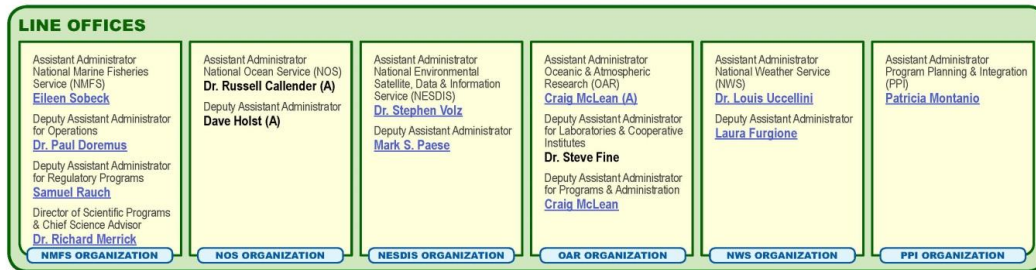 LINE OFFICES
Assistant Administrator
National Marine Fisheries
Service (NMFS)
Eileen Sobeck
Deputy Assistant Administrator
for Operations
Dr. Paul Doremus
Deputy Assistant Administrator
for Regulatory Programs
Samuel Rauch
Director of Scientific Programs
& Chief Science Advisor
Dr. Richard Merrick
NMFS ORGANIZATION
Assistant Administrator
National Ocean Service (NOS)
Dr. Russell Callender (A)
Deputy Assistant Administrator
Dave Holst (A)
NOS ORGANIZATION
Assistant Administrator
National Environmental
Satellite, Data & Information
Service (NESDIS)
Dr. Stephen Volz
Deputy Assistant Administrator
Mark S. Paese
NESDIS ORGANIZATION
Assistant Administrator
Oceanic & Atmospheric
Research (OAR)
Craig McLean (A)
Deputy Assistant Administrator
for Laboratories & Cooperative
Institutes
Dr. Steve Fine
Deputy Assistant Administrator
for Programs & Administration
Craig McLean
OAR ORGANIZATION
Assistant Administrator
National Weather Service
(NWS)
Dr. Louis Uccellini
Deputy Assistant Administrator
Laura Furgione
NWS ORGANIZATION
Assistant Administrator
Program Planning & Integration
(PPI)
Patricia Montanio
PPI ORGANIZATION